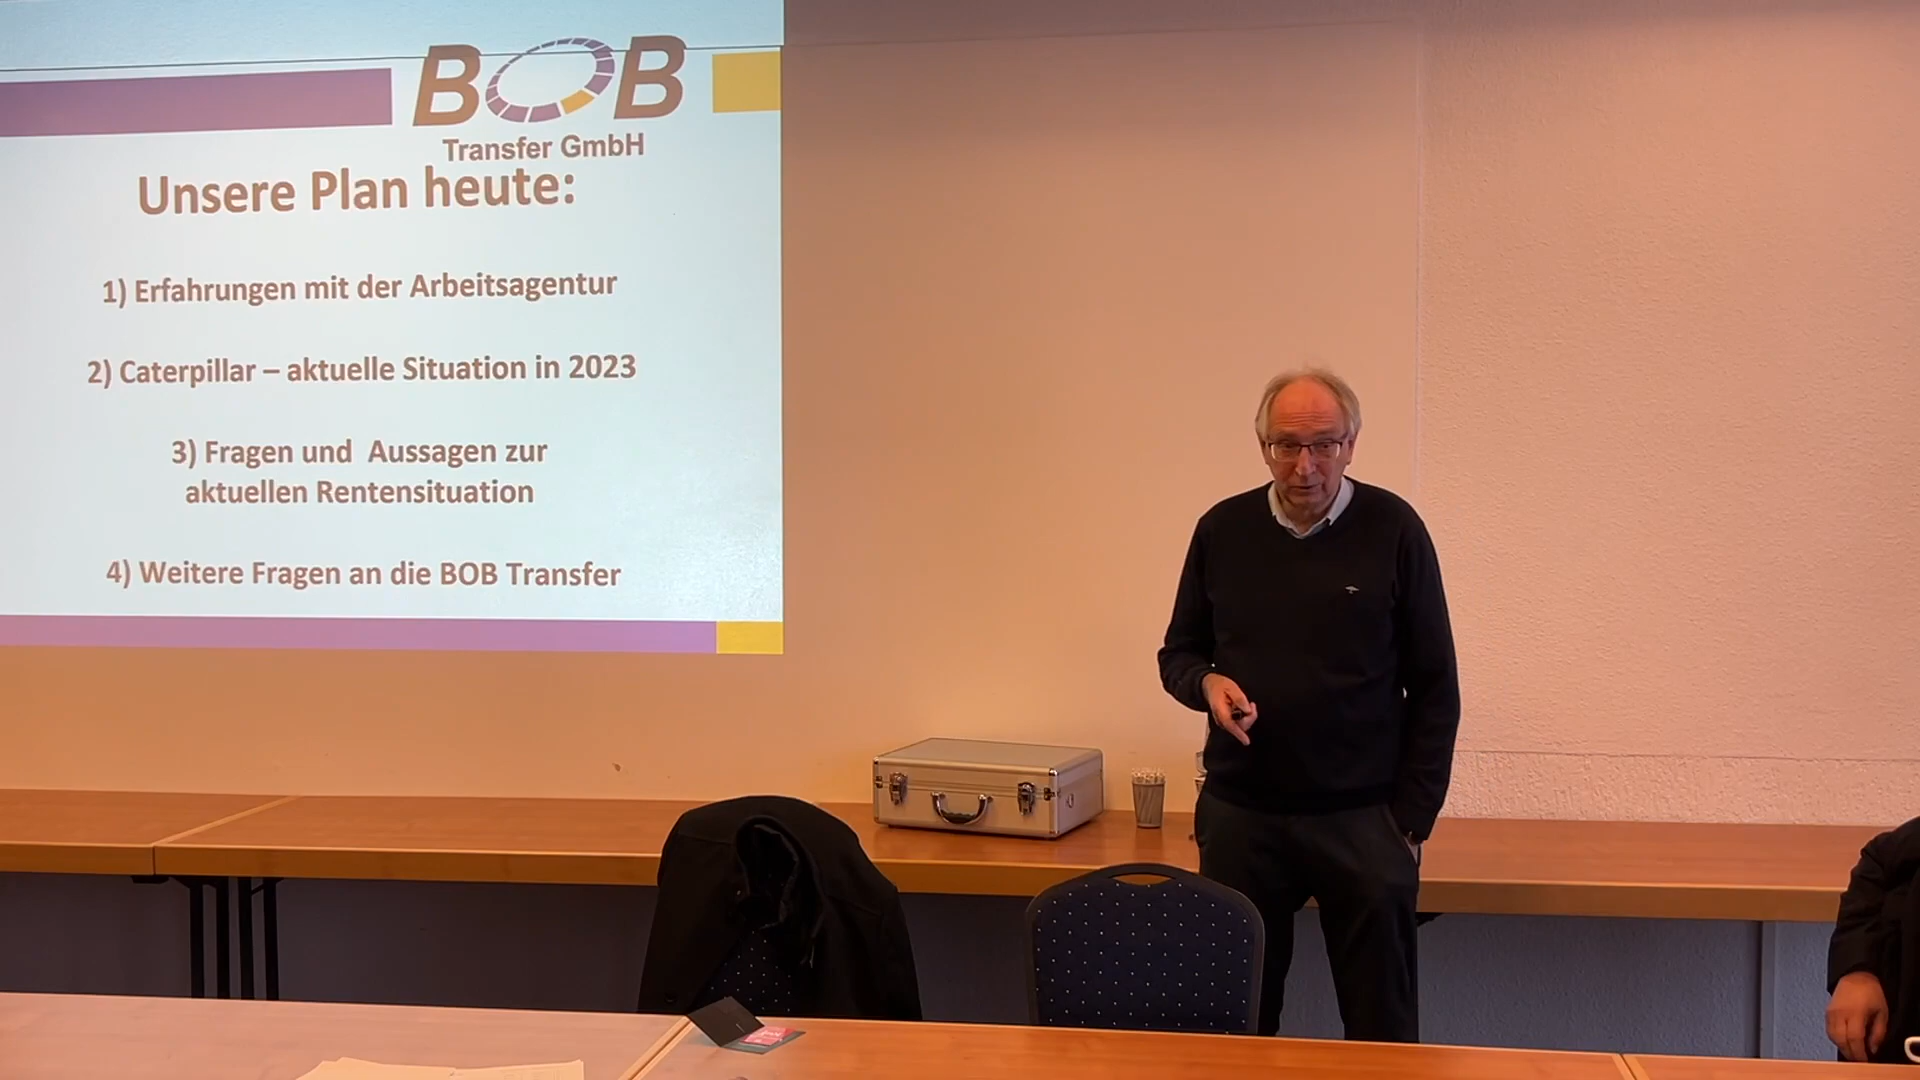 BOB
Transfer GmbH
Unsere Plan heute:
1) Erfahrungen mit der Arbeitsagentur
2) Caterpillar – aktuelle Situation in 2023
3) Fragen und Aussagen zur
aktuellen Rentensituation
4) Weitere Fragen an die BOB Transfer